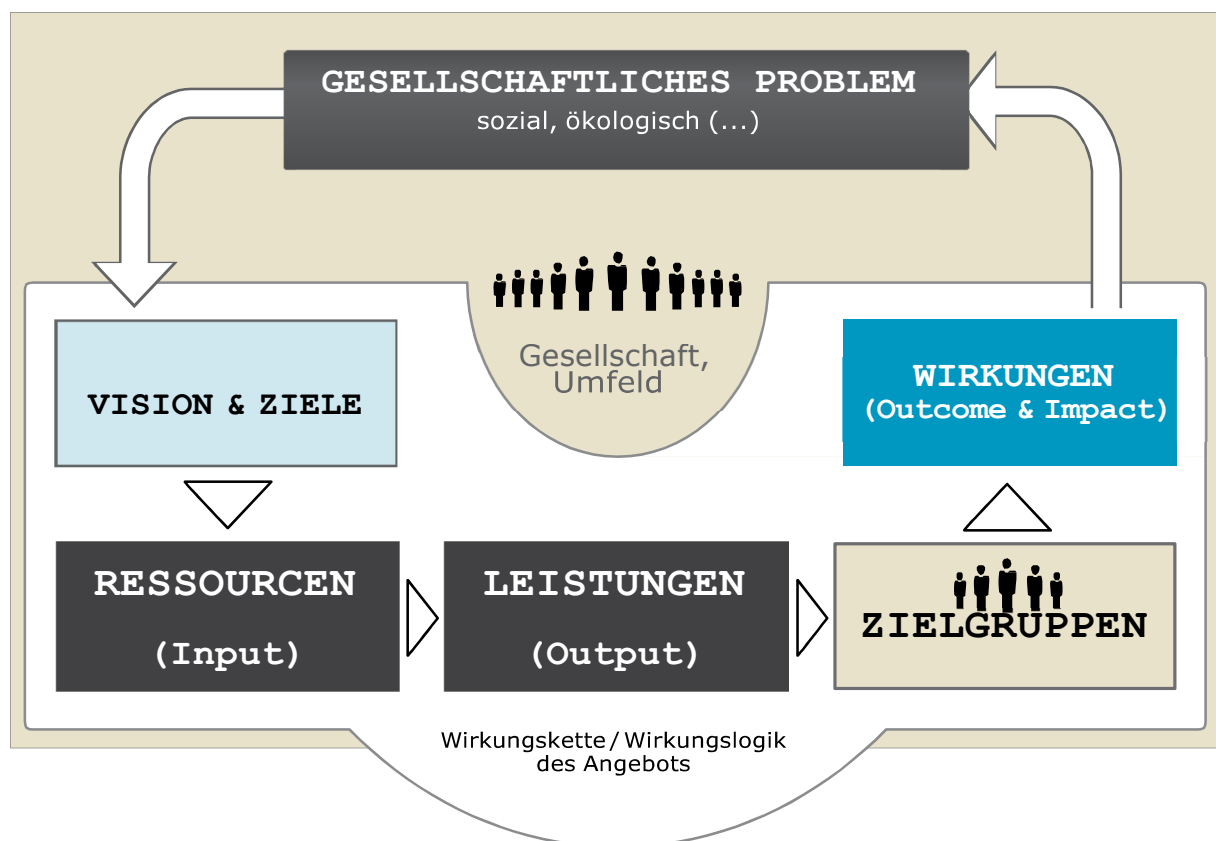 GESELLSCHAFTLICHES PROBLEM
sozial, ökologisch (...)
Gesellschaft,
Umfeld
VISION & ZIELE
WIRKUNGEN
(Outcome & Impact)
RESSOURCEN
(Input)
LEISTUNGEN
(Output)
ZIELGRUPPEN
Wirkungskette/Wirkungslogik
des Angebots